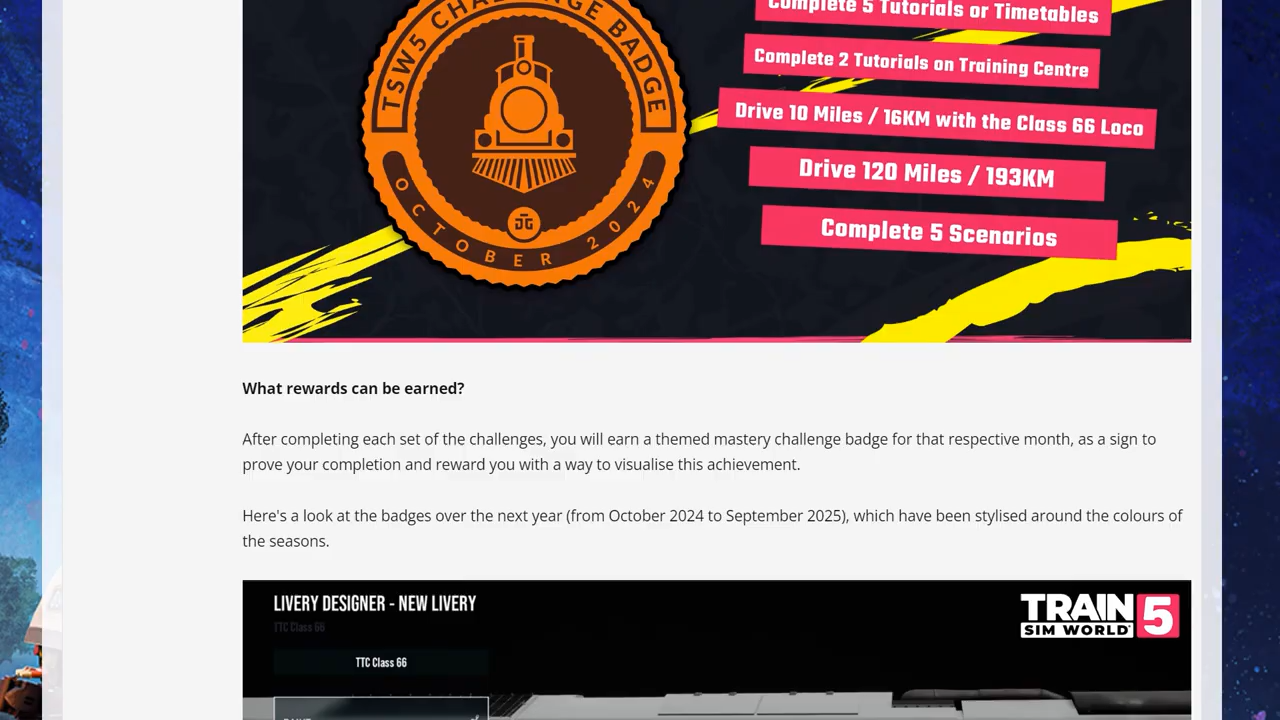 TSW5 CHALLENGE BADGE
OCTOBER 2024
Complete 5 Tutorials or Timetables
Complete 2 Tutorials on Training Centre
Drive 10 Miles / 16KM with the Class 66 Loco
Drive 120 Miles / 193KM
Complete 5 Scenarios
What rewards can be earned?
After completing each set of the challenges, you will earn a themed mastery challenge badge for that respective month, as a sign to
prove your completion and reward you with a way to visualise this achievement.
Here's a look at the badges over the next year (from October 2024 to September 2025), which have been stylised around the colours of
the seasons.
LIVERY DESIGNER - NEW LIVERY
TTC Class 66
TTC Class 66
TRAIN
SIM WORLD 5